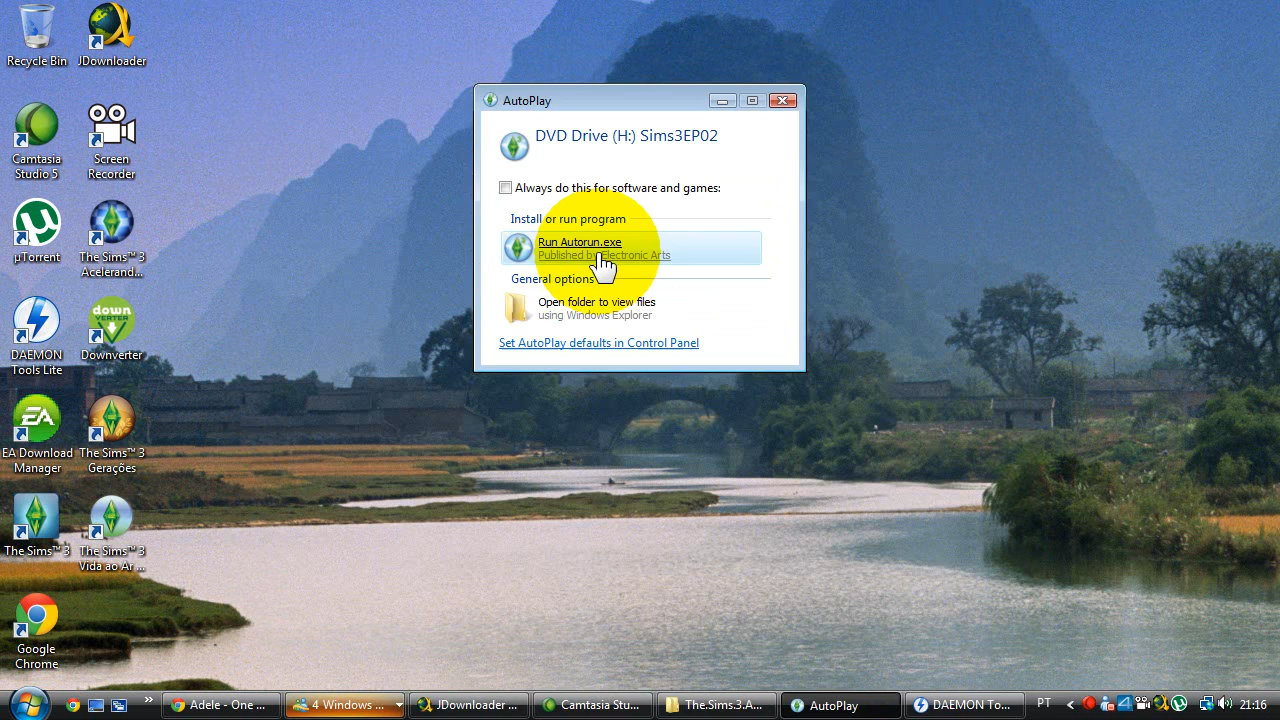 Recycle Bin
JDownloader
Camtasia
Studio 5
Screen
Recorder
µTorrent
The Sims™ 3
Acelerand...
DAEMON
Tools Lite
down
VERTER
Downverter
EA
EA Download
Manager
The Sims™ 3
Gerações
The Sims™ 3
The Sims™ 3
Vida ao Ar ...
Google
Chrome
AutoPlay
DVD Drive (H:) Sims3EP02
Always do this for software and games:
Install or run program
Run Autorun.exe
Published by Electronic Arts
General options
Open folder to view files
using Windows Explorer
Set AutoPlay defaults in Control Panel
»
Adele - One ...
4 Windows ...
JDownloader ...
Camtasia Stu...
The.Sims.3.A...
AutoPlay
DAEMON To...
PT
21:16